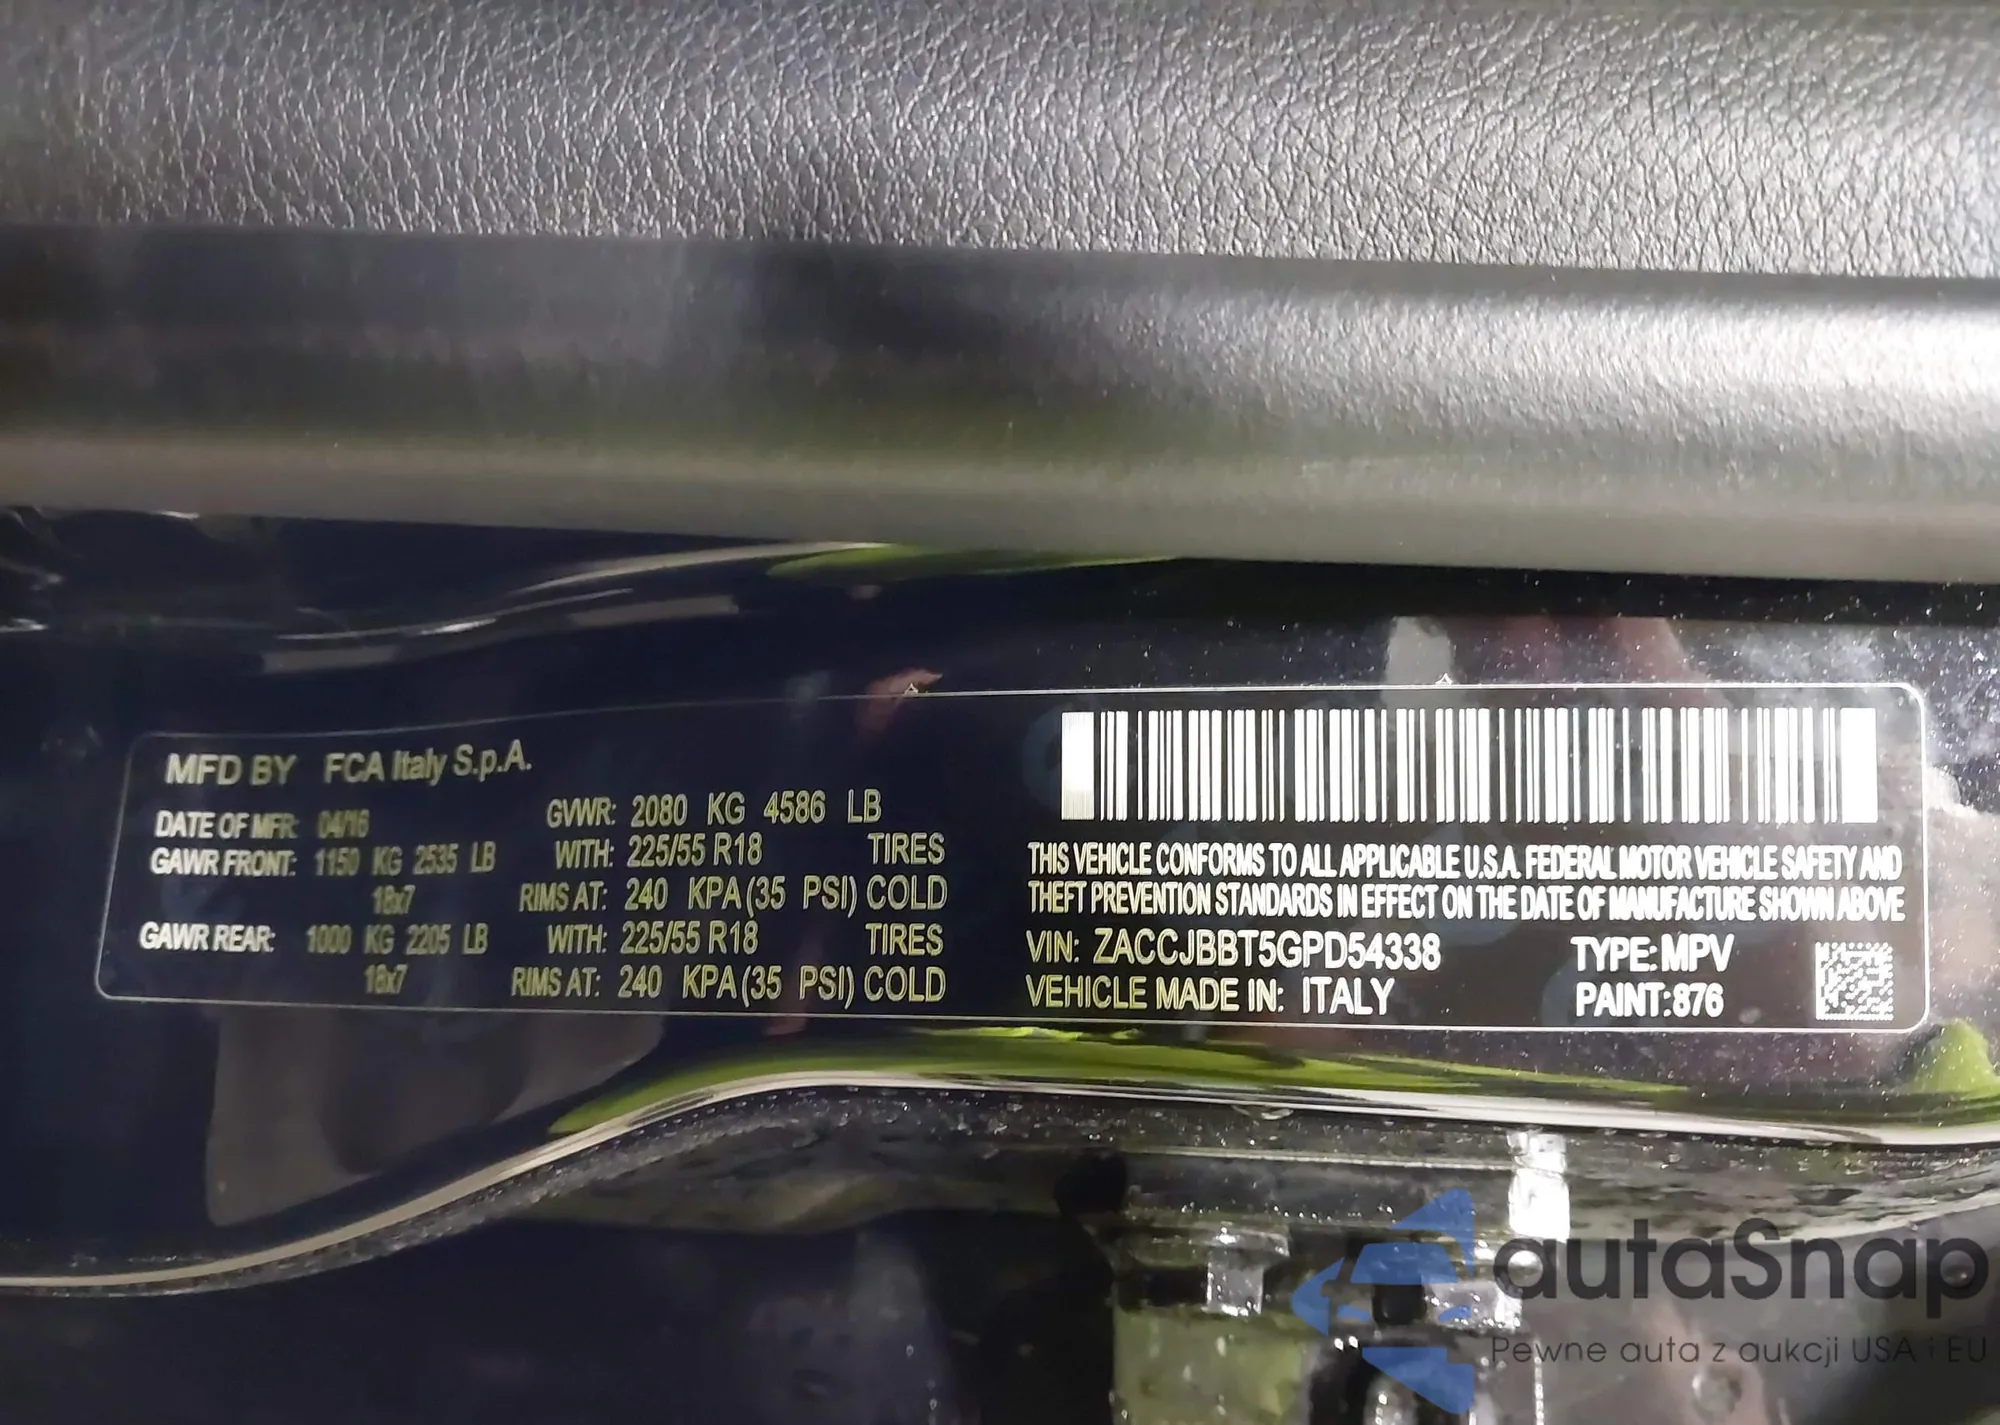 MFD BY FCA Italy S.p.A.
DATE OF MFR: 04/16 GVWR: 2080 KG 4586 LB
GAWR FRONT: 1150 KG 2535 LB WITH: 225/55 R18 TIRES
18x7 RIMS AT: 240 KPA (35 PSI) COLD
GAWR REAR: 1000 KG 2205 LB WITH: 225/55 R18 TIRES
18x7 RIMS AT: 240 KPA (35 PSI) COLD
THIS VEHICLE CONFORMS TO ALL APPLICABLE U.S.A. FEDERAL MOTOR VEHICLE SAFETY AND
THEFT PREVENTION STANDARDS IN EFFECT ON THE DATE OF MANUFACTURE SHOWN ABOVE
VIN: ZACCJBBT5GPD54338 TYPE: MPV
VEHICLE MADE IN: ITALY PAINT: 876
autaSnap
Pewne auta z aukcji USA i EU